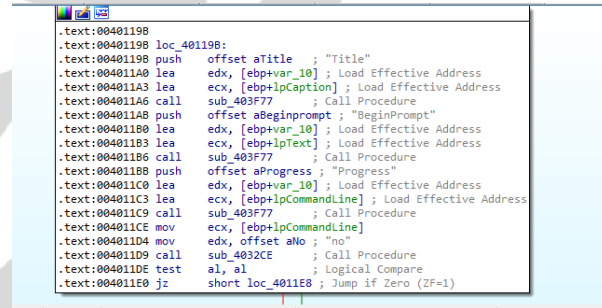 .text:0040119B
.text:0040119B loc_40119B:
.text:0040119B push offset aTitle ; "Title"
.text:004011A0 lea edx, [ebp+var_10] ; Load Effective Address
.text:004011A3 lea ecx, [ebp+lpCaption] ; Load Effective Address
.text:004011A6 call sub_403F77 ; Call Procedure
.text:004011AB push offset aBeginprompt ; "BeginPrompt"
.text:004011B0 lea edx, [ebp+var_10] ; Load Effective Address
.text:004011B3 lea ecx, [ebp+lpText] ; Load Effective Address
.text:004011B6 call sub_403F77 ; Call Procedure
.text:004011BB push offset aProgress ; "Progress"
.text:004011C0 lea edx, [ebp+var_10] ; Load Effective Address
.text:004011C3 lea ecx, [ebp+lpCommandLine] ; Load Effective Address
.text:004011C9 call sub_403F77 ; Call Procedure
.text:004011CE mov ecx, [ebp+lpCommandLine]
.text:004011D4 mov edx, offset aNo ; "no"
.text:004011D9 call sub_4032CE ; Call Procedure
.text:004011DE test al, al ; Logical Compare
.text:004011E0 jz short loc_4011E8 ; Jump if Zero (ZF=1)